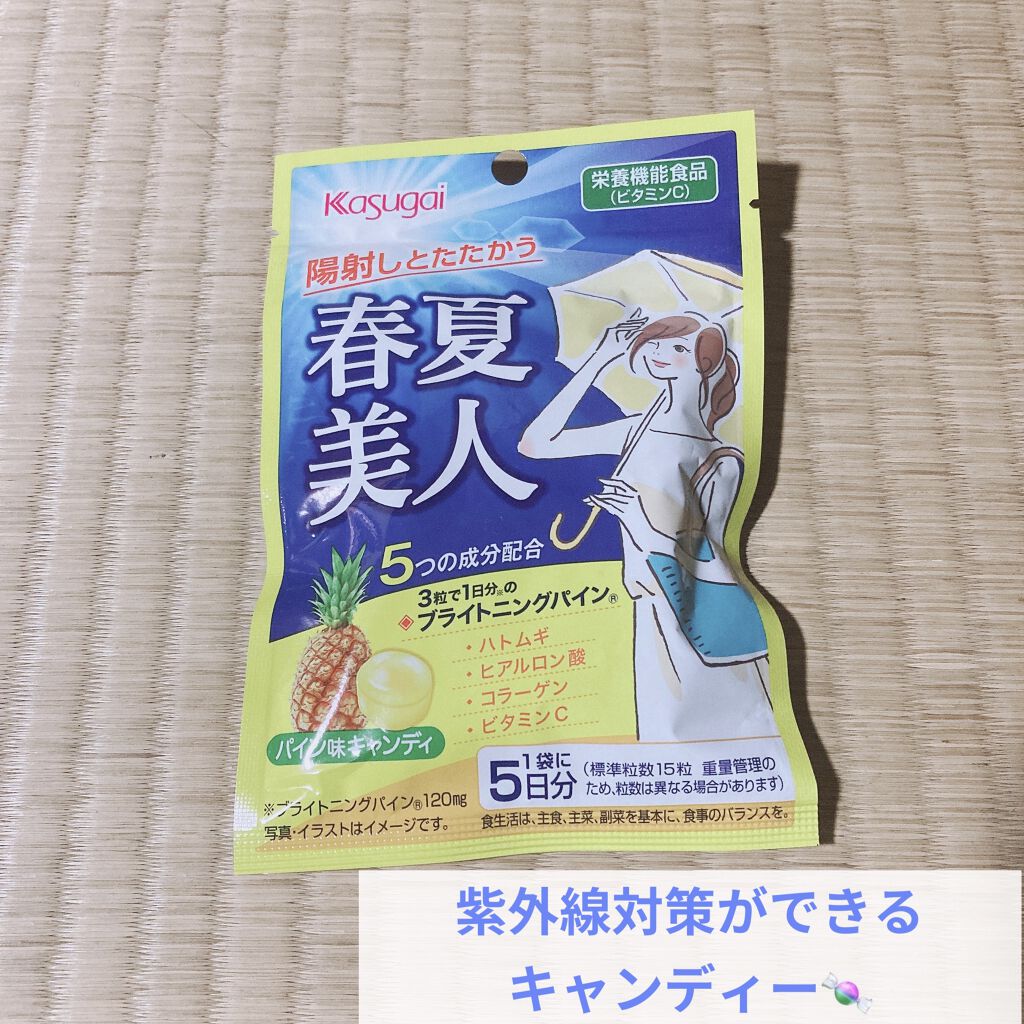 Kasugai
栄養機能食品
(ビタミンC)
陽射しとたたかう
春夏
美人
5つの成分配合
3粒で1日分※の
ブライトニングパイン®
・ハトムギ
・ヒアルロン酸
・コラーゲン
・ビタミンC
パイン味キャンディ
1袋に
5日分
(標準粒数15粒 重量管理の
ため、粒数は異なる場合があります)
※ブライトニングパイン®120mg
写真・イラストはイメージです。
食生活は、主食、主菜、副菜を基本に、食事のバランスを。
紫外線対策ができる
キャンディー🍬